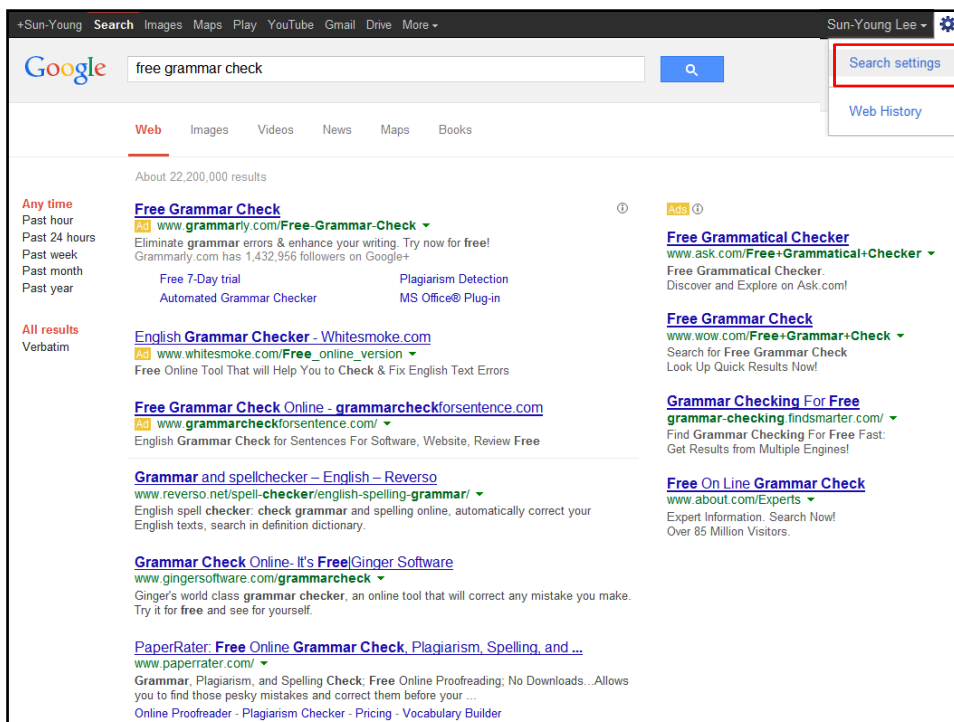 +Sun-Young Search Images Maps Play YouTube Gmail Drive More
Sun-Young Lee
Google
free grammar check
Search settings
Web History
Web Images Videos News Maps Books
About 22,200,000 results
Any time
Past hour
Past 24 hours
Past week
Past month
Past year
All results
Verbatim
Free Grammar Check
Ad www.grammarly.com/Free-Grammar-Check
Eliminate grammar errors & enhance your writing. Try now for free!
Grammarly.com has 1,432,956 followers on Google+
Free 7-Day trial Plagiarism Detection
Automated Grammar Checker MS Office® Plug-in
English Grammar Checker - Whitesmoke.com
Ad www.whitesmoke.com/Free_online_version
Free Online Tool That will Help You to Check & Fix English Text Errors
Free Grammar Check Online - grammarcheckforsentence.com
Ad www.grammarcheckforsentence.com/
English Grammar Check for Sentences For Software, Website, Review Free
Grammar and spellchecker – English – Reverso
www.reverso.net/spell-checker/english-spelling-grammar/
English spell checker: check grammar and spelling online, automatically correct your
English texts, search in definition dictionary.
Grammar Check Online- It's Free|Ginger Software
www.gingersoftware.com/grammarcheck
Ginger's world class grammar checker, an online tool that will correct any mistake you make.
Try it for free and see for yourself.
PaperRater: Free Online Grammar Check, Plagiarism, Spelling, and ...
www.paperrater.com/
Grammar, Plagiarism, and Spelling Check; Free Online Proofreading; No Downloads...Allows
you to find those pesky mistakes and correct them before your ...
Online Proofreader - Plagiarism Checker - Pricing - Vocabulary Builder
Ads
Free Grammatical Checker
www.ask.com/Free+Grammatical+Checker
Free Grammatical Checker.
Discover and Explore on Ask.com!
Free Grammar Check
www.wow.com/Free+Grammar+Check
Search for Free Grammar Check
Look Up Quick Results Now!
Grammar Checking For Free
grammar-checking.findsmarter.com/
Find Grammar Checking For Free Fast:
Get Results from Multiple Engines!
Free On Line Grammar Check
www.about.com/Experts
Expert Information. Search Now!
Over 85 Million Visitors.